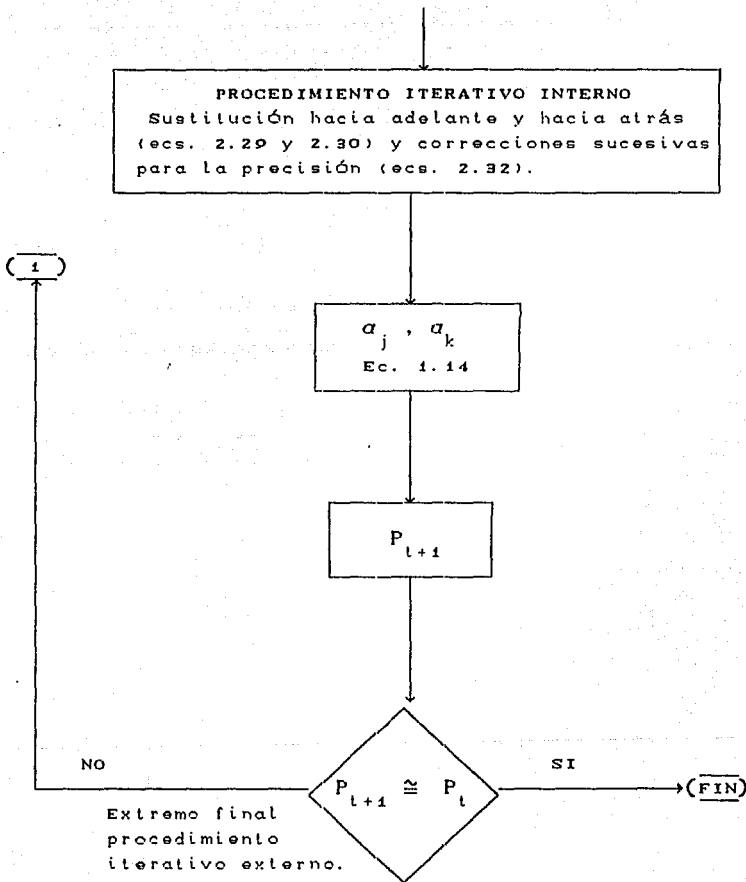 PROCEDIMIENTO ITERATIVO INTERNO
Sustitución hacia adelante y hacia atrás
(ecs. 2.29 y 2.30) y correcciones sucesivas
para la precisión (ecs. 2.32).
( 1 )
α_j , α_k
Ec. 1.14
P_{i+1}
NO
SI
P_{i+1} ≅ P_i
(FIN)
Extremo final
procedimiento
iterativo externo.